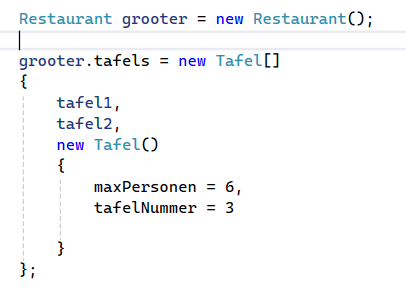 Restaurant grooter = new Restaurant();
grooter.tafels = new Tafel[]
{
    tafel1,
    tafel2,
    new Tafel()
    {
        maxPersonen = 6,
        tafelNummer = 3
    }
};